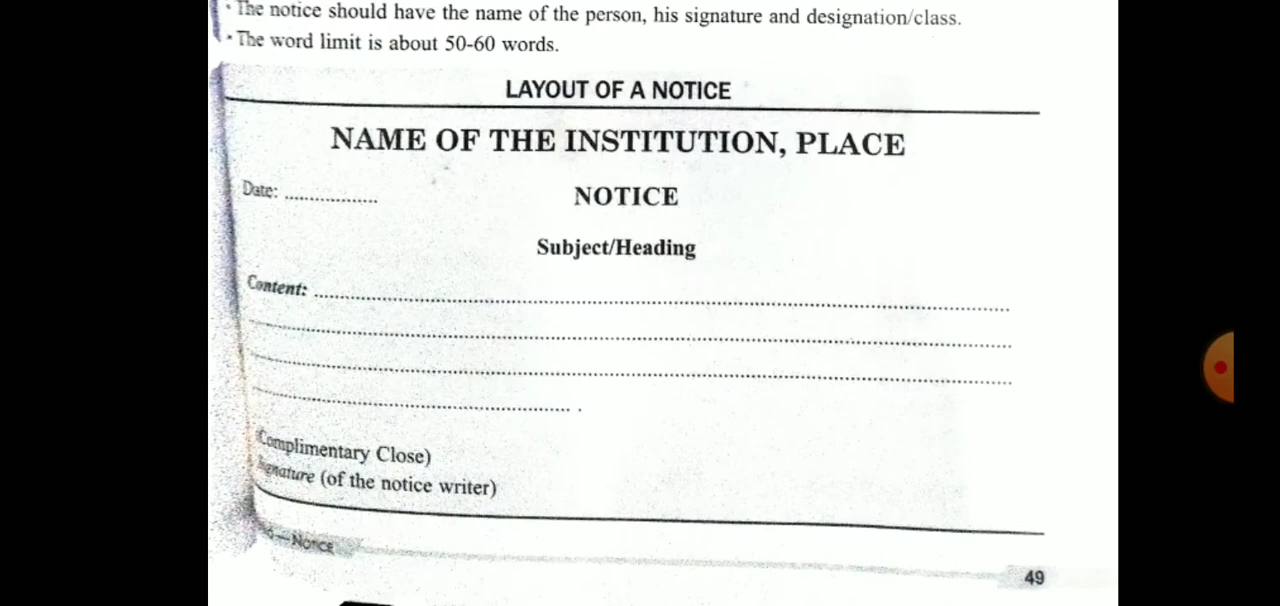 • The notice should have the name of the person, his signature and designation/class.
• The word limit is about 50-60 words.
LAYOUT OF A NOTICE
NAME OF THE INSTITUTION, PLACE
Date: ..................
NOTICE
Subject/Heading
Content: ..........................................................................................
..........................................................................................
..........................................................................................
............................................................ .
Complimentary Close)
Signature (of the notice writer)
—NOTICE
49